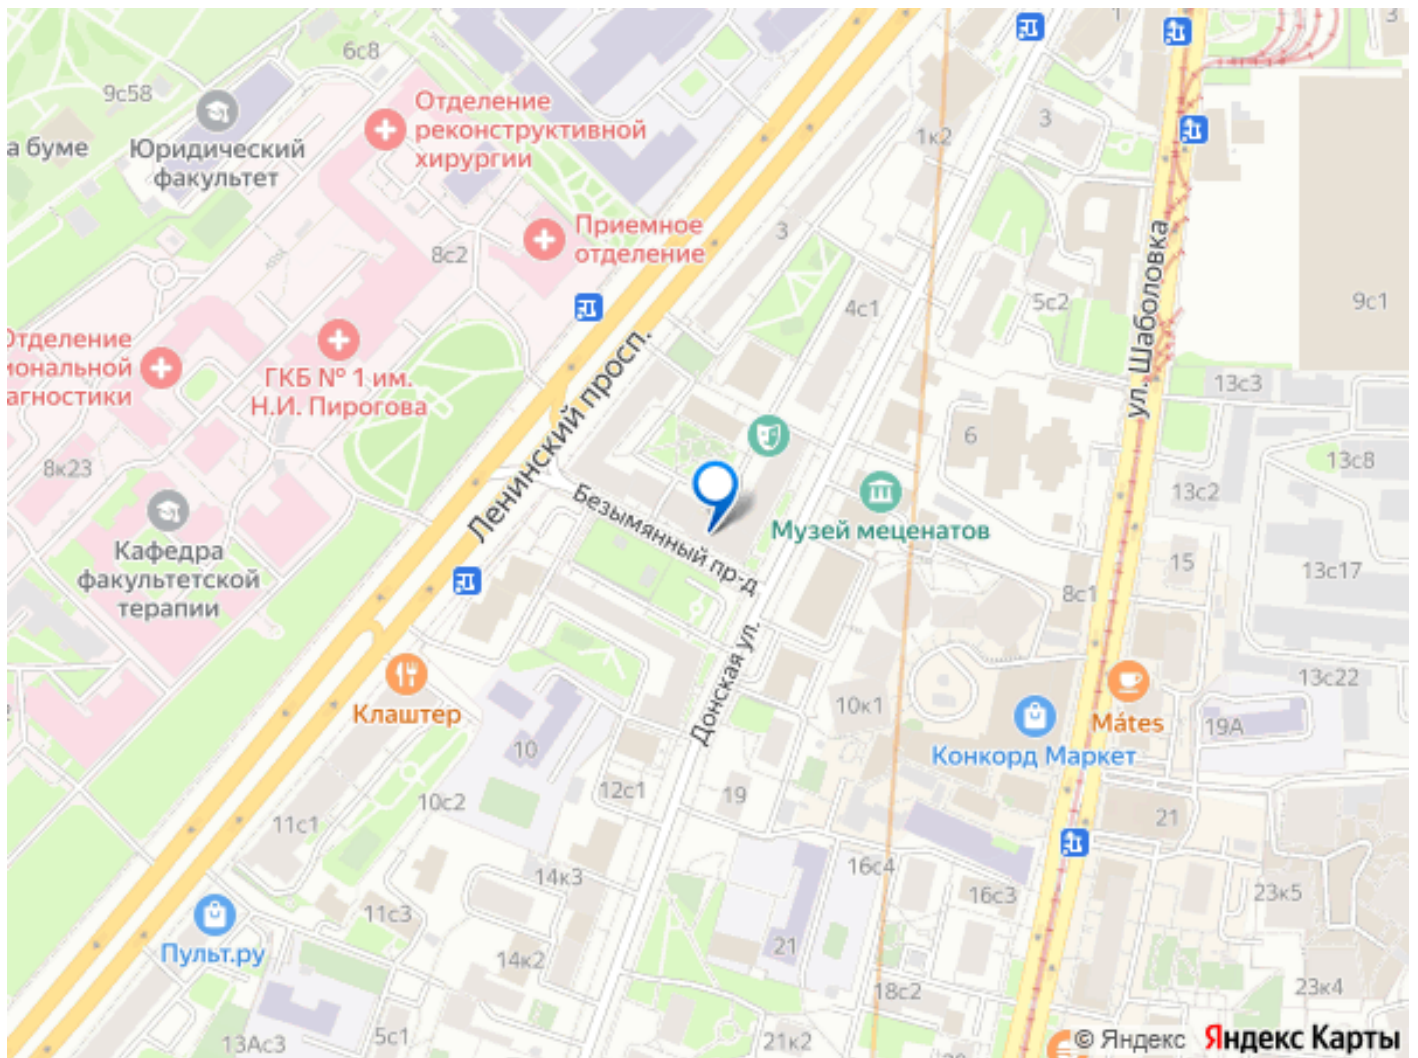 6с8
9с58
Отделение
реконструктивной
хирургии
1к2
3
а буме
Юридический
факультет
Приемное
отделение
8с2
3
ул. Шаболовка
4с1
5с2
9с1
Отделение
иональной
агностики
ГКБ № 1 им.
Н.И. Пирогова
Ленинский просп.
13с3
6
8к23
13с8
13с2
Безымянный пр-д
Музей меценатов
Кафедра
факультетской
терапии
15
13с17
8с1
Донская ул.
13с22
Клаштер
10к1
Mátes
19А
10
Конкорд Маркет
12с1
19
10с2
11с1
21
14к3
16с4
16с3
23к5
11с3
Пульт.ру
14к2
21
18с2
23к4
13Ас3
5с1
21к2
© Яндекс Яндекс Карты